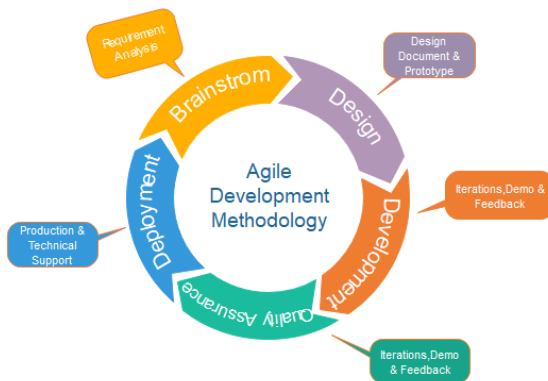 Requirement
Analysis
Brainstrom
Design
Document &
Prototype
Design
Agile
Development
Methodology
Iterations,Demo &
Feedback
Development
Production &
Technical
Support
Deployment
Quality Assurance
Iterations,Demo
& Feedback